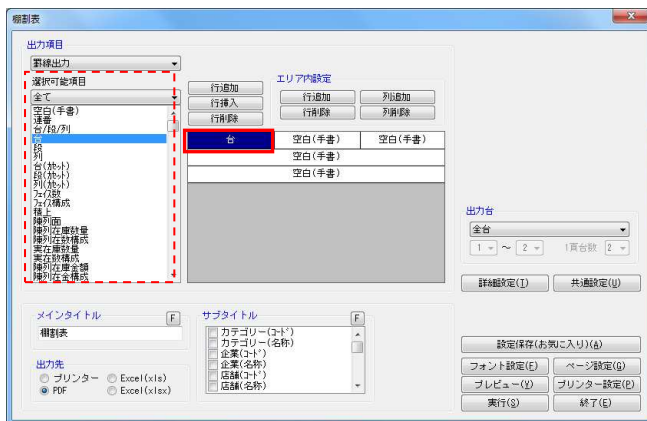 棚割表
出力項目
罫線出力
選択可能項目
全て
空白(手書)
連番
台/段/列
台
段
列
台(ｶｾｯﾄ)
段(ｶｾｯﾄ)
列(ｶｾｯﾄ)
ﾌｪｲｽ数
ﾌｪｲｽ構成
積上
陳列面
陳列在庫数量
陳列在数構成
実在庫数量
実在数構成
陳列在庫金額
陳列在金構成
行追加
行挿入
行削除
エリア内設定
行追加
列追加
行削除
列削除
台 空白(手書) 空白(手書)
空白(手書)
空白(手書)
出力台
全台
1 ～ 2 1頁台数 2
詳細設定(I) 共通設定(U)
メインタイトル F
棚割表
出力先
プリンター Excel(xls)
PDF Excel(xlsx)
サブタイトル F
カテゴリー(ｺｰﾄﾞ)
カテゴリー(名称)
企業(ｺｰﾄﾞ)
企業(名称)
店舗(ｺｰﾄﾞ)
店舗(名称)
設定保存(お気に入り)(A)
フォント設定(F) ページ設定(G)
プレビュー(V) プリンター設定(P)
実行(S) 終了(E)